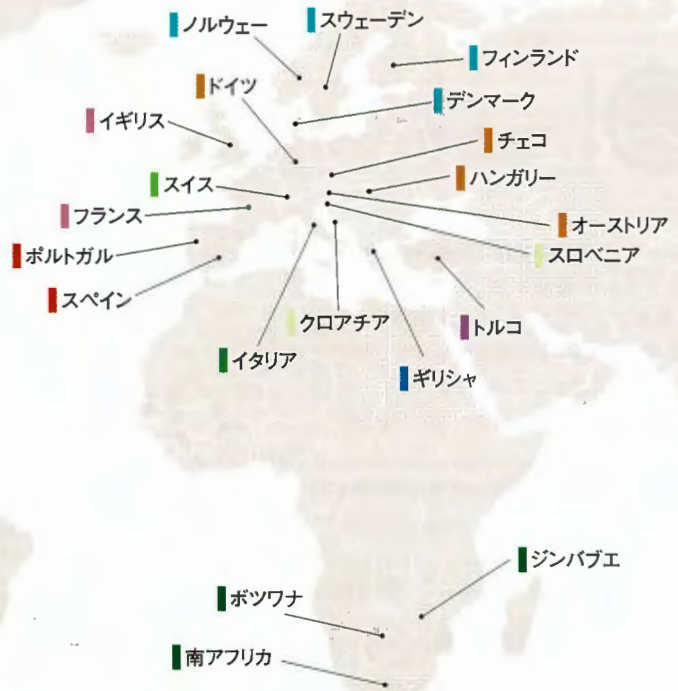 ノルウェー
スウェーデン
フィンランド
ドイツ
デンマーク
イギリス
チェコ
スイス
ハンガリー
フランス
オーストリア
ポルトガル
スロベニア
スペイン
クロアチア
トルコ
イタリア
ギリシャ
ジンバブエ
ボツワナ
南アフリカ